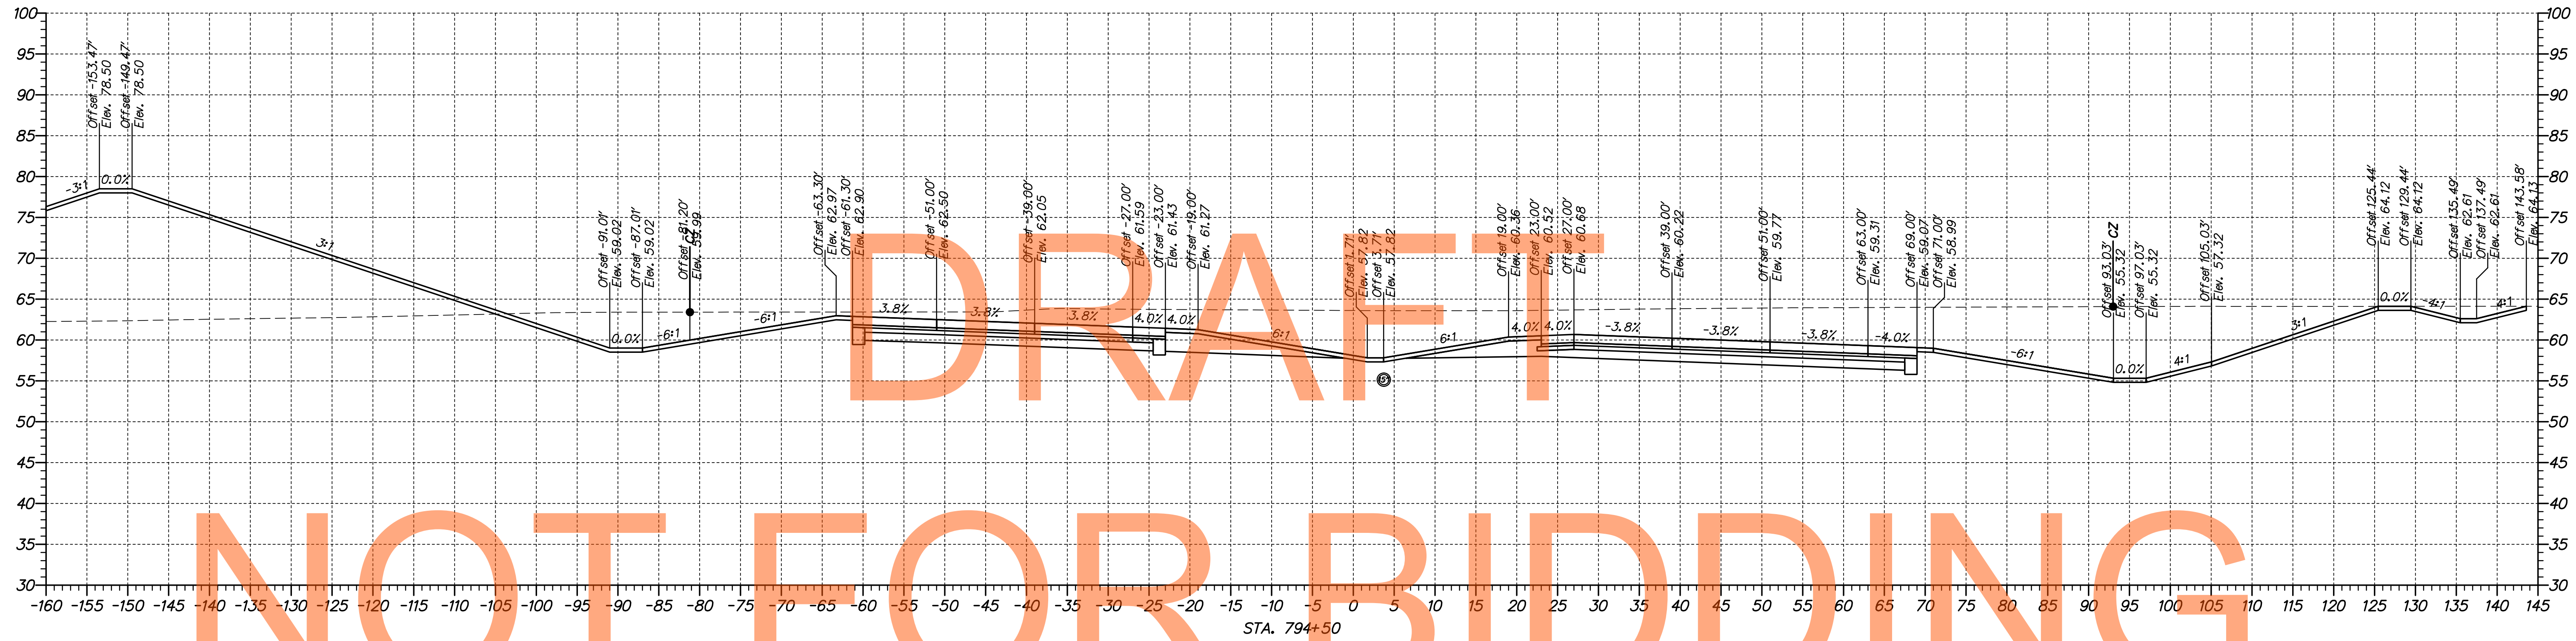 100
95
90
85
80
75
70
65
60
55
50
45
40
35
30
100
95
90
85
80
75
70
65
60
55
50
45
40
35
30
Offset -153.47'
Elev. 78.50
Offset -149.47'
Elev. 78.50
Offset -91.01'
Elev. 59.02
Offset -87.01'
Elev. 59.02
Offset -81.20'
Elev. 59.99
CZ
Offset -63.30'
Elev. 62.97
Offset -61.30'
Elev. 62.90
Offset -51.00'
Elev. 62.50
Offset -39.00'
Elev. 62.05
Offset -27.00'
Elev. 61.59
Offset -23.00'
Elev. 61.43
Offset -19.00'
Elev. 61.27
Offset 1.71'
Elev. 57.82
Offset 3.71'
Elev. 57.82
Offset 19.00'
Elev. 60.36
Offset 23.00'
Elev. 60.52
Offset 27.00'
Elev. 60.68
Offset 39.00'
Elev. 60.22
Offset 51.00'
Elev. 59.77
Offset 63.00'
Elev. 59.31
Offset 69.00'
Elev. 59.07
Offset 71.00'
Elev. 58.99
Offset 93.03'
Elev. 55.32
CZ
Offset 97.03'
Elev. 55.32
Offset 105.03'
Elev. 57.32
Offset 125.44'
Elev. 64.12
Offset 129.44'
Elev. 64.12
Offset 135.49'
Elev. 62.61
Offset 137.49'
Elev. 62.61
Offset 143.58'
Elev. 64.13
-3:1 0.0% 3:1 0.0% -6:1 -6:1 3.8% 3.8% 3.8% 4.0% 4.0% -6:1 6:1 4.0% 4.0% -3.8% -3.8% -3.8% -4.0% -6:1 0.0% 4:1 3:1 0.0% -4:1 4:1
DRAFT
NOT FOR BIDDING
-160 -155 -150 -145 -140 -135 -130 -125 -120 -115 -110 -105 -100 -95 -90 -85 -80 -75 -70 -65 -60 -55 -50 -45 -40 -35 -30 -25 -20 -15 -10 -5 0 5 10 15 20 25 30 35 40 45 50 55 60 65 70 75 80 85 90 95 100 105 110 115 120 125 130 135 140 145
STA. 794+50